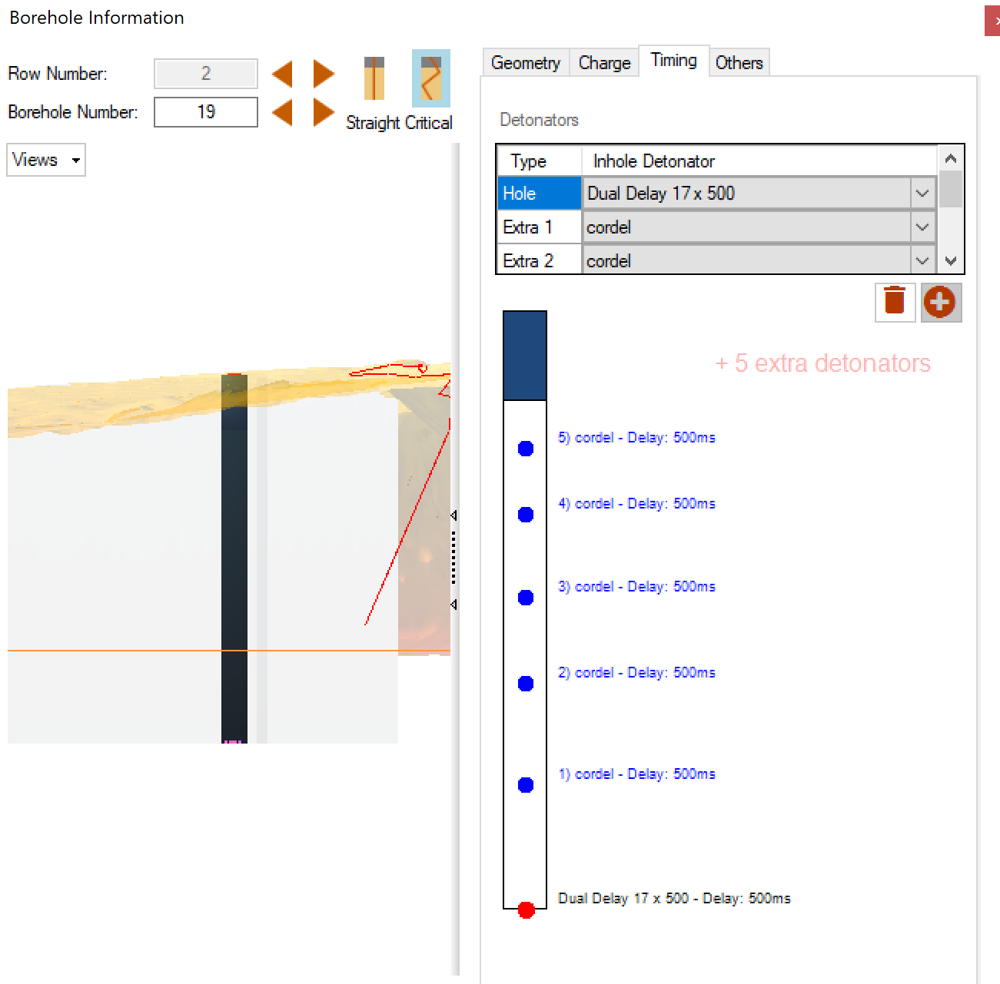 Borehole Information
Row Number: 2
Borehole Number: 19
Straight Critical
Views
Geometry Charge Timing Others
Detonators
Type Inhole Detonator
Hole Dual Delay 17 x 500
Extra 1 cordel
Extra 2 cordel
+ 5 extra detonators
5) cordel - Delay: 500ms
4) cordel - Delay: 500ms
3) cordel - Delay: 500ms
2) cordel - Delay: 500ms
1) cordel - Delay: 500ms
Dual Delay 17 x 500 - Delay: 500ms